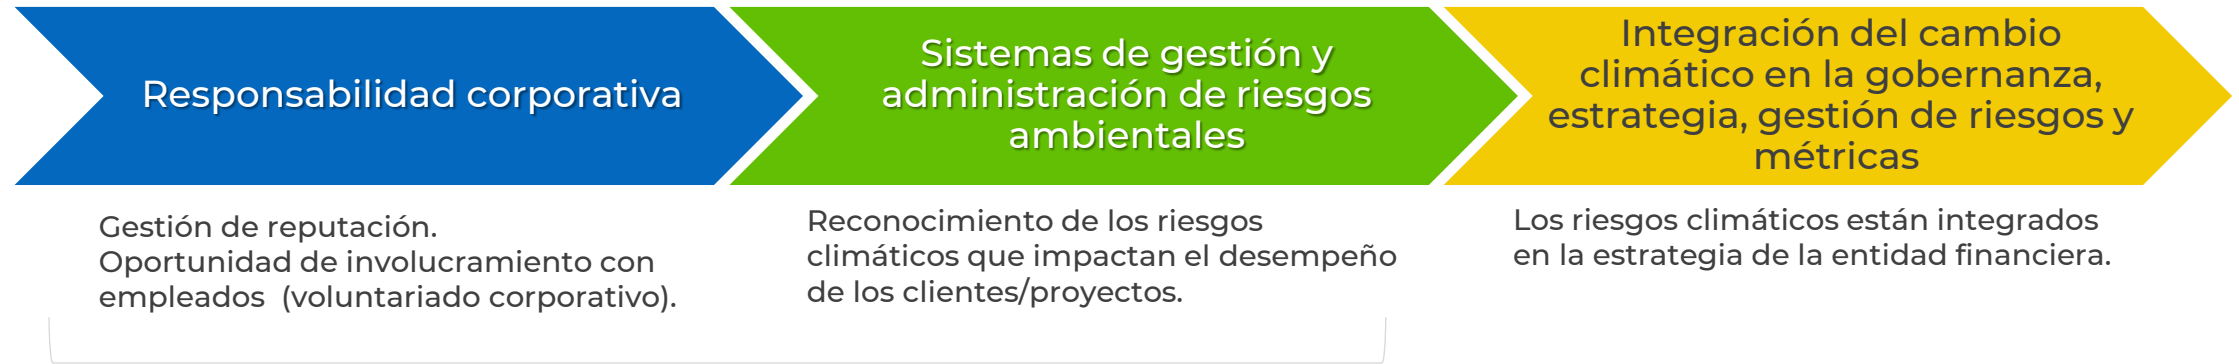 Responsabilidad corporativa
Sistemas de gestión y
administración de riesgos
ambientales
Integración del cambio
climático en la gobernanza,
estrategia, gestión de riesgos y
métricas
Gestión de reputación.
Oportunidad de involucramiento con
empleados  (voluntariado corporativo).
Reconocimiento de los riesgos
climáticos que impactan el desempeño
de los clientes/proyectos.
Los riesgos climáticos están integrados
en la estrategia de la entidad financiera.